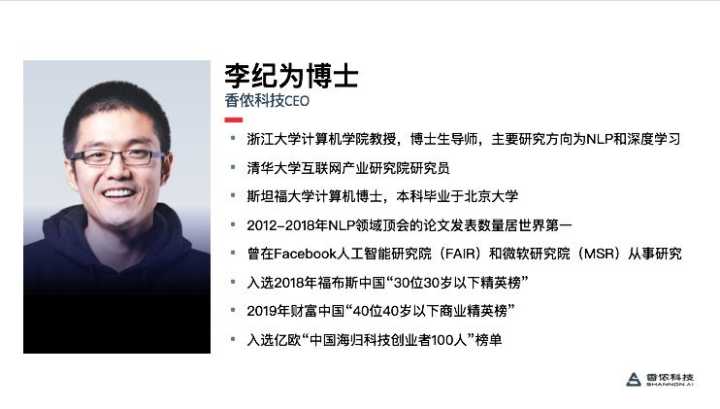 李纪为博士
香侬科技CEO
浙江大学计算机学院教授，博士生导师，主要研究方向为NLP和深度学习
清华大学互联网产业研究院研究员
斯坦福大学计算机博士，本科毕业于北京大学
2012-2018年NLP领域顶会的论文发表数量居世界第一
曾在Facebook人工智能研究院（FAIR）和微软研究院（MSR）从事研究
入选2018年福布斯中国“30位30岁以下精英榜”
2019年财富中国“40位40岁以下商业精英榜”
入选亿欧“中国海归科技创业者100人”榜单
香侬科技
SHANNON.AI